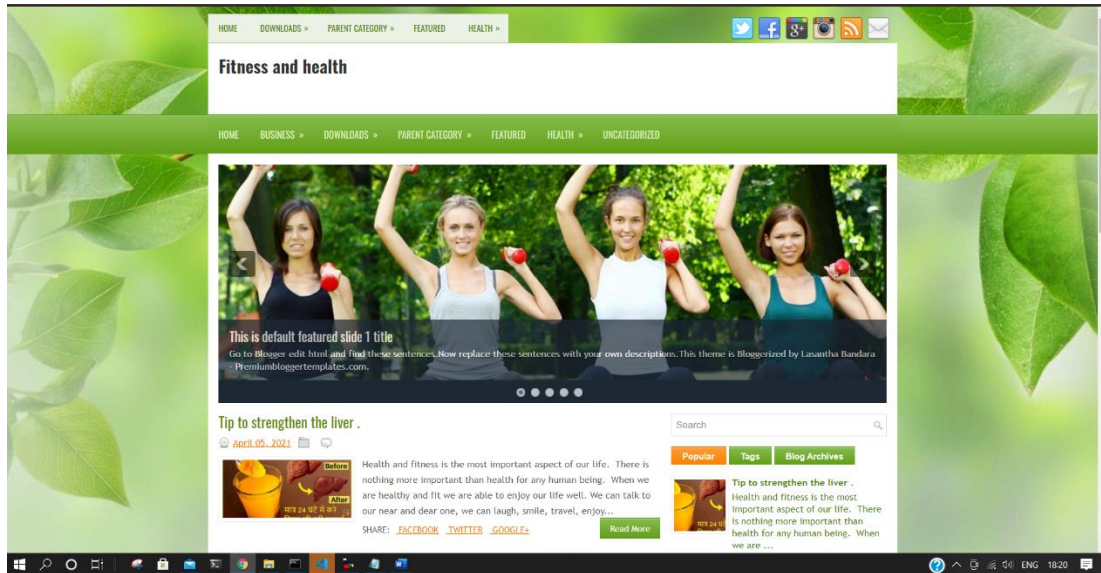 HOME DOWNLOADS » PARENT CATEGORY » FEATURED HEALTH »
Fitness and health
HOME BUSINESS » DOWNLOADS » PARENT CATEGORY » FEATURED HEALTH » UNCATEGORIZED
This is default featured slide 1 title
Go to Blogger edit html and find these sentences.Now replace these sentences with your own descriptions.This theme is Bloggerized by Lasantha Bandara
- Premiumbloggertemplates.com.
Tip to strengthen the liver .
April 05, 2021
Before
After
मात्र 24 घंटे में करे
Health and fitness is the most important aspect of our life. There is
nothing more important than health for any human being. When we
are healthy and fit we are able to enjoy our life well. We can talk to
our near and dear one, we can laugh, smile, travel, enjoy...
SHARE: FACEBOOK TWITTER GOOGLE+
Read More
Search
Popular Tags Blog Archives
Tip to strengthen the liver .
Health and fitness is the most
important aspect of our life. There
is nothing more important than
health for any human being. When
we are ...
ENG 18:20